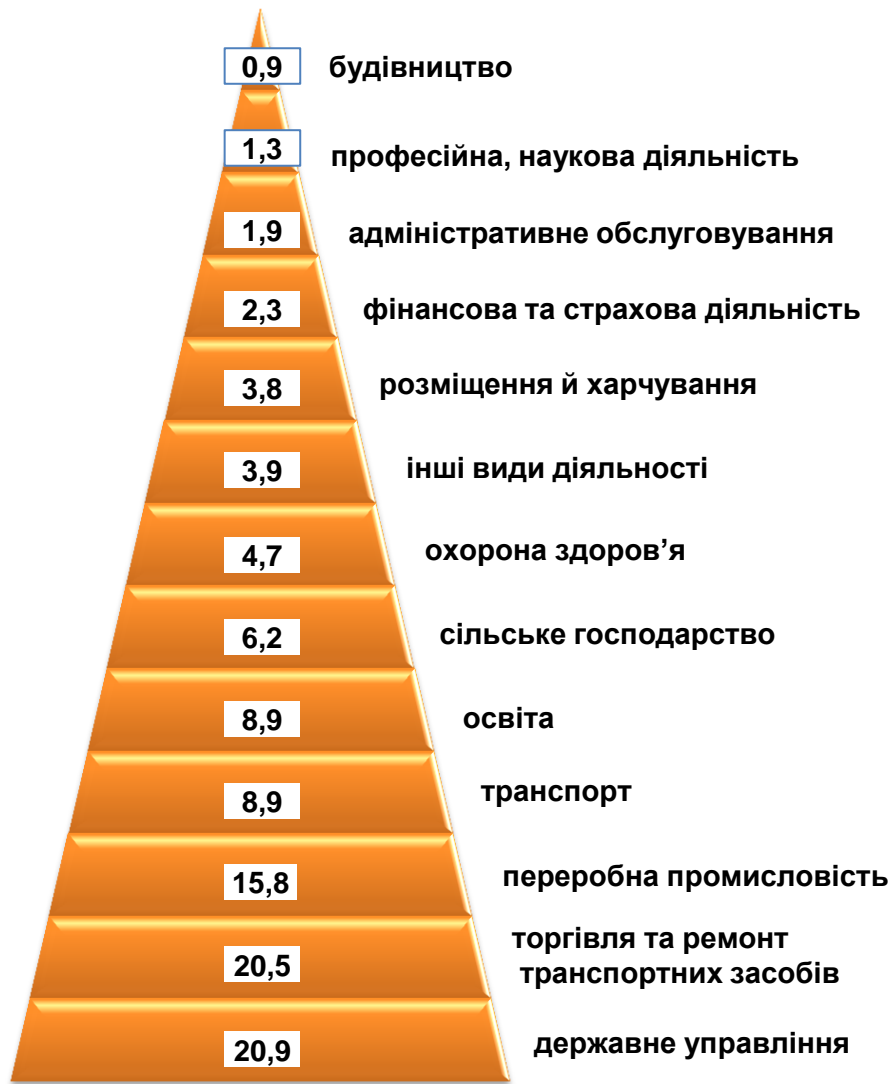 0,9 будівництво
1,3 професійна, наукова діяльність
1,9 адміністративне обслуговування
2,3 фінансова та страхова діяльність
3,8 розміщення й харчування
3,9 інші види діяльності
4,7 охорона здоров’я
6,2 сільське господарство
8,9 освіта
8,9 транспорт
15,8 переробна промисловість
20,5 торгівля та ремонт
транспортних засобів
20,9 державне управління